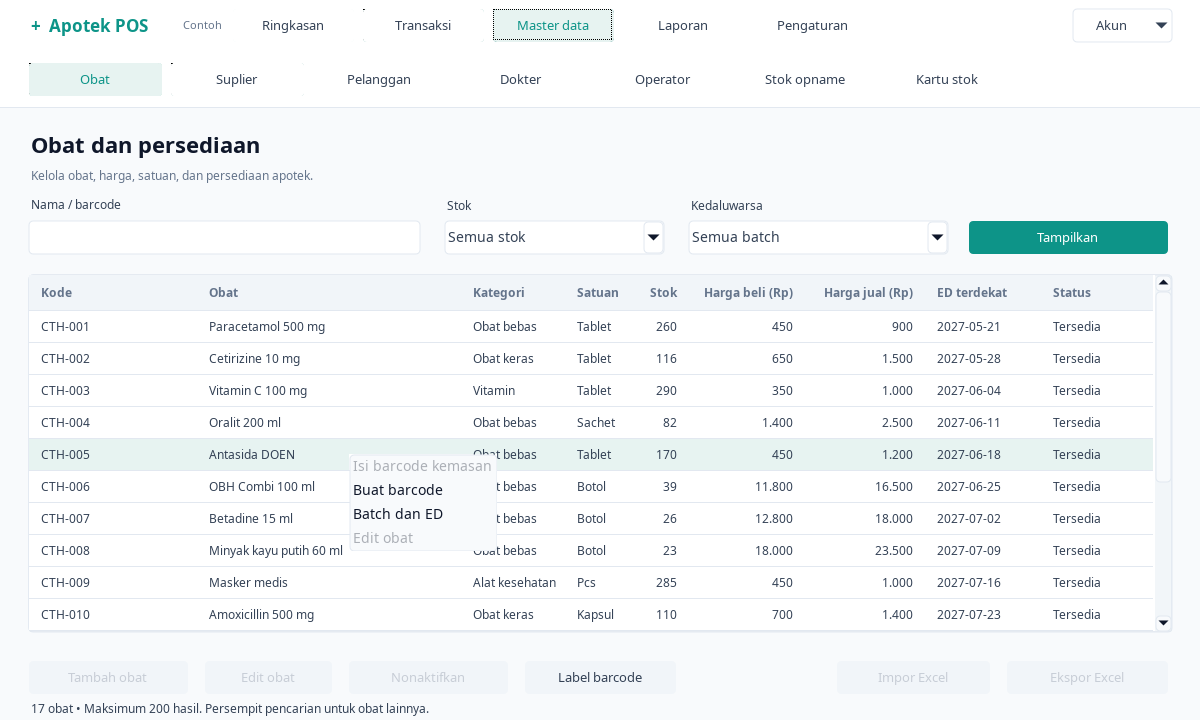 + Apotek POS Contoh Ringkasan Transaksi Master data Laporan Pengaturan Akun
Obat Suplier Pelanggan Dokter Operator Stok opname Kartu stok
Obat dan persediaan
Kelola obat, harga, satuan, dan persediaan apotek.
Nama / barcode Stok Kedaluwarsa
Semua stok Semua batch Tampilkan
Kode Obat Kategori Satuan Stok Harga beli (Rp) Harga jual (Rp) ED terdekat Status
CTH-001 Paracetamol 500 mg Obat bebas Tablet 260 450 900 2027-05-21 Tersedia
CTH-002 Cetirizine 10 mg Obat keras Tablet 116 650 1.500 2027-05-28 Tersedia
CTH-003 Vitamin C 100 mg Vitamin Tablet 290 350 1.000 2027-06-04 Tersedia
CTH-004 Oralit 200 ml Obat bebas Sachet 82 1.400 2.500 2027-06-11 Tersedia
CTH-005 Antasida DOEN Obat bebas Tablet 170 450 1.200 2027-06-18 Tersedia
Isi barcode kemasan
CTH-006 OBH Combi 100 ml bebas Botol 39 11.800 16.500 2027-06-25 Tersedia
Buat barcode
CTH-007 Betadine 15 ml bebas Botol 26 12.800 18.000 2027-07-02 Tersedia
Batch dan ED
Edit obat
CTH-008 Minyak kayu putih 60 ml Obat bebas Botol 23 18.000 23.500 2027-07-09 Tersedia
CTH-009 Masker medis Alat kesehatan Pcs 285 450 1.000 2027-07-16 Tersedia
CTH-010 Amoxicillin 500 mg Obat keras Kapsul 110 700 1.400 2027-07-23 Tersedia
Tambah obat Edit obat Nonaktifkan Label barcode Impor Excel Ekspor Excel
17 obat • Maksimum 200 hasil. Persempit pencarian untuk obat lainnya.